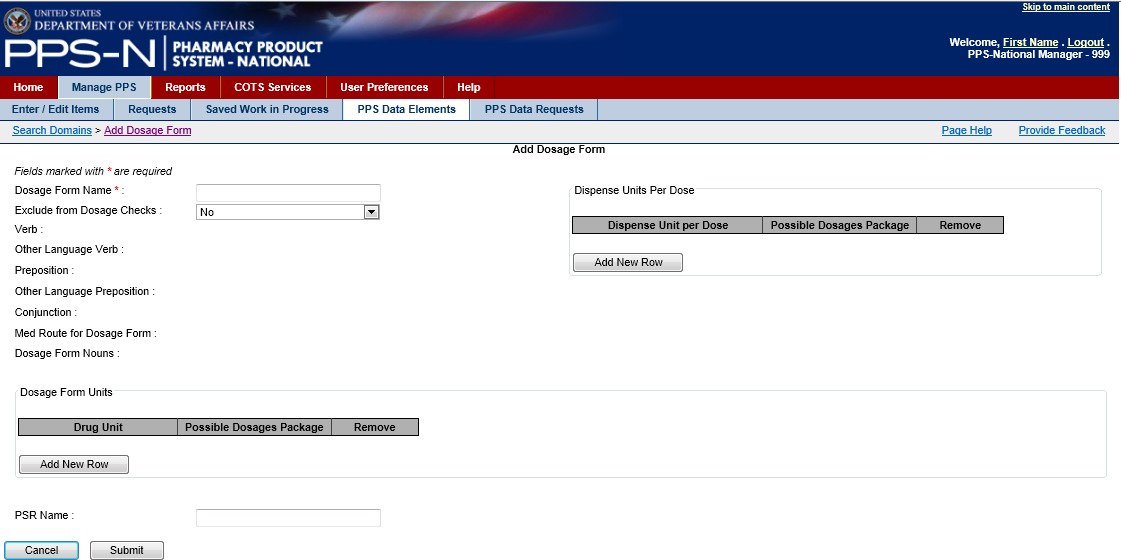 Skip to main content
UNITED STATES
DEPARTMENT OF VETERANS AFFAIRS
PPS-N PHARMACY PRODUCT
SYSTEM - NATIONAL
Welcome, First Name . Logout .
PPS-National Manager - 999
Home Manage PPS Reports COTS Services User Preferences Help
Enter / Edit Items Requests Saved Work in Progress PPS Data Elements PPS Data Requests
Search Domains > Add Dosage Form Page Help Provide Feedback
Add Dosage Form
Fields marked with * are required
Dosage Form Name * :
Exclude from Dosage Checks : No
Verb :
Other Language Verb :
Preposition :
Other Language Preposition :
Conjunction :
Med Route for Dosage Form :
Dosage Form Nouns :
Dispense Units Per Dose
Dispense Unit per Dose Possible Dosages Package Remove
Add New Row
Dosage Form Units
Drug Unit Possible Dosages Package Remove
Add New Row
PSR Name :
Cancel Submit